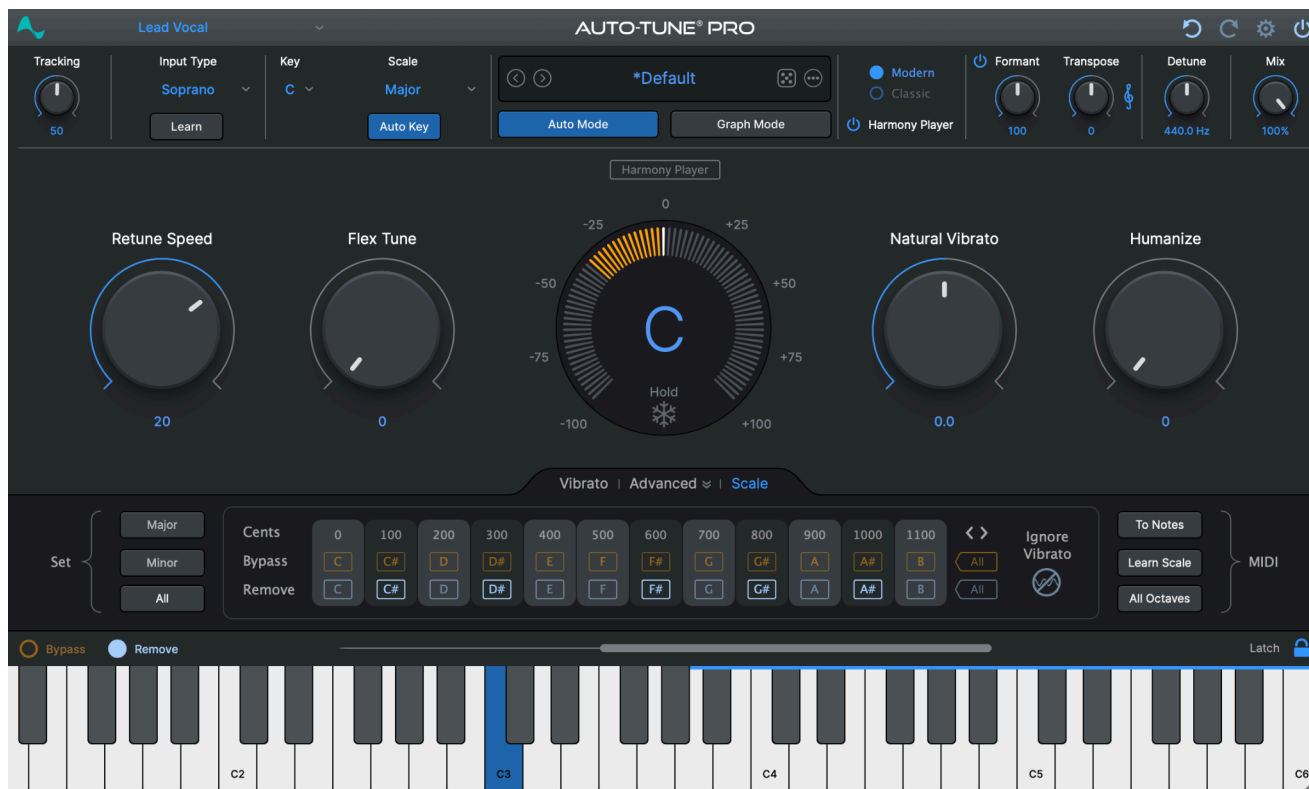 Lead Vocal
AUTO-TUNE® PRO
Tracking
50
Input Type
Soprano
Learn
Key
C
Scale
Major
Auto Key
*Default
Auto Mode
Graph Mode
Modern
Classic
Harmony Player
Formant
100
Transpose
0
Detune
440.0 Hz
Mix
100%
Harmony Player
Retune Speed
20
Flex Tune
0
0
-25
+25
-50
+50
-75
+75
-100
+100
C
Hold
Natural Vibrato
0.0
Humanize
0
Vibrato | Advanced | Scale
Set
Major
Minor
All
Cents 0 100 200 300 400 500 600 700 800 900 1000 1100
Bypass C C# D D# E F F# G G# A A# B All
Remove C C# D D# E F F# G G# A A# B All
Ignore
Vibrato
To Notes
Learn Scale
All Octaves
MIDI
Bypass
Remove
Latch
C2 C3 C4 C5 C6